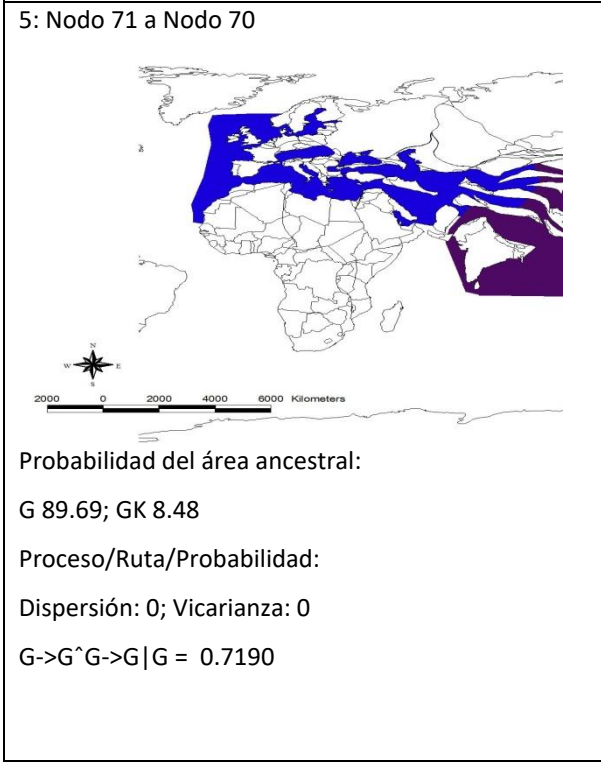 5: Nodo 71 a Nodo 70
N
W E
S
2000 0 2000 4000 6000 Kilometers
Probabilidad del área ancestral:
G 89.69; GK 8.48
Proceso/Ruta/Probabilidad:
Dispersión: 0; Vicarianza: 0
G->GˆG->G|G = 0.7190